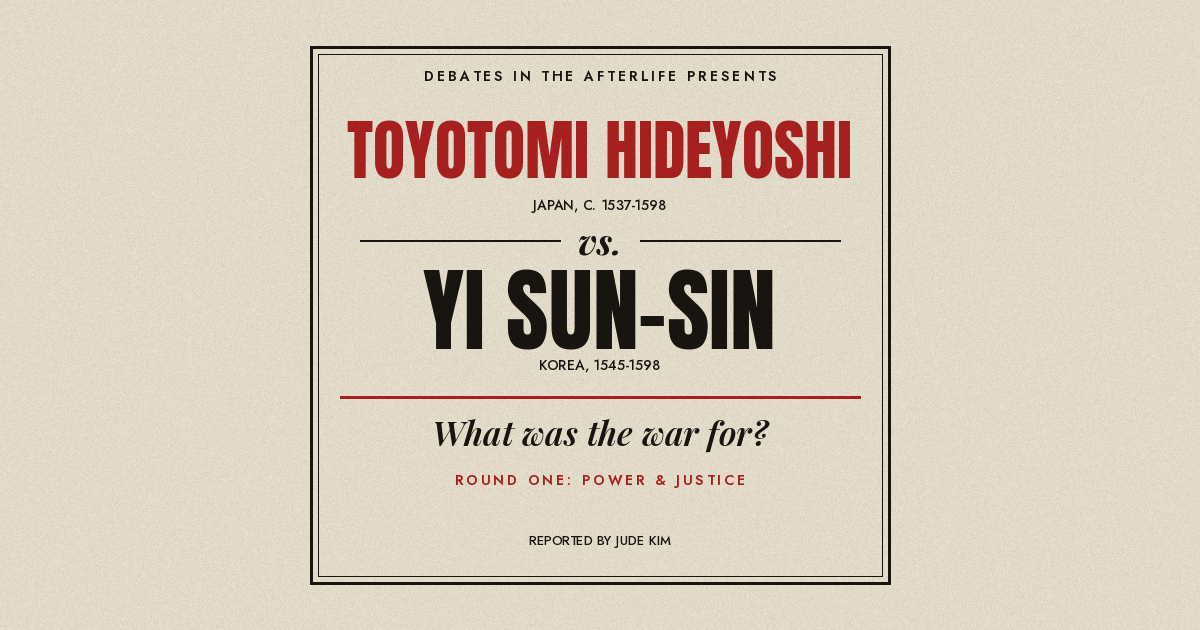 DEBATES IN THE AFTERLIFE PRESENTS
TOYOTOMI HIDEYOSHI
JAPAN, C. 1537-1598
vs.
YI SUN-SIN
KOREA, 1545-1598
What was the war for?
ROUND ONE: POWER & JUSTICE
REPORTED BY JUDE KIM